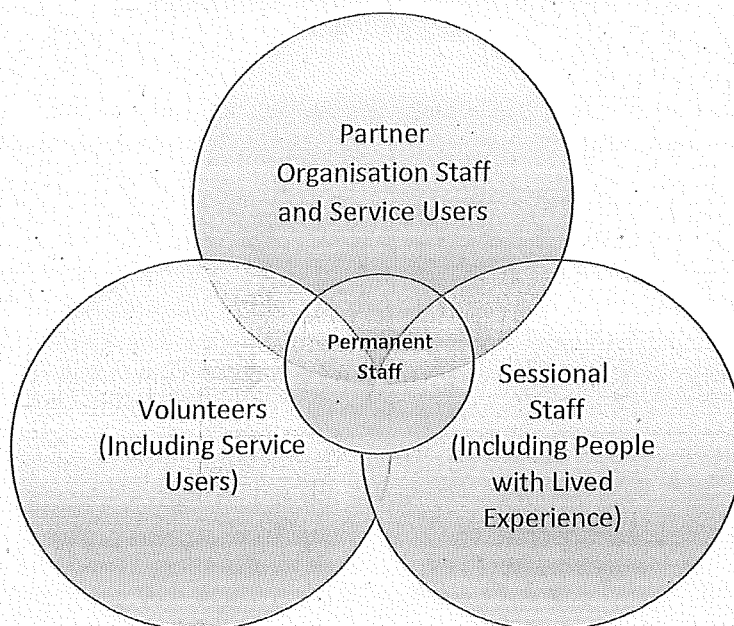 Partner
Organisation Staff
and Service Users
Permanent
Staff
Volunteers
(Including Service
Users)
Sessional
Staff
(Including People
with Lived
Experience)